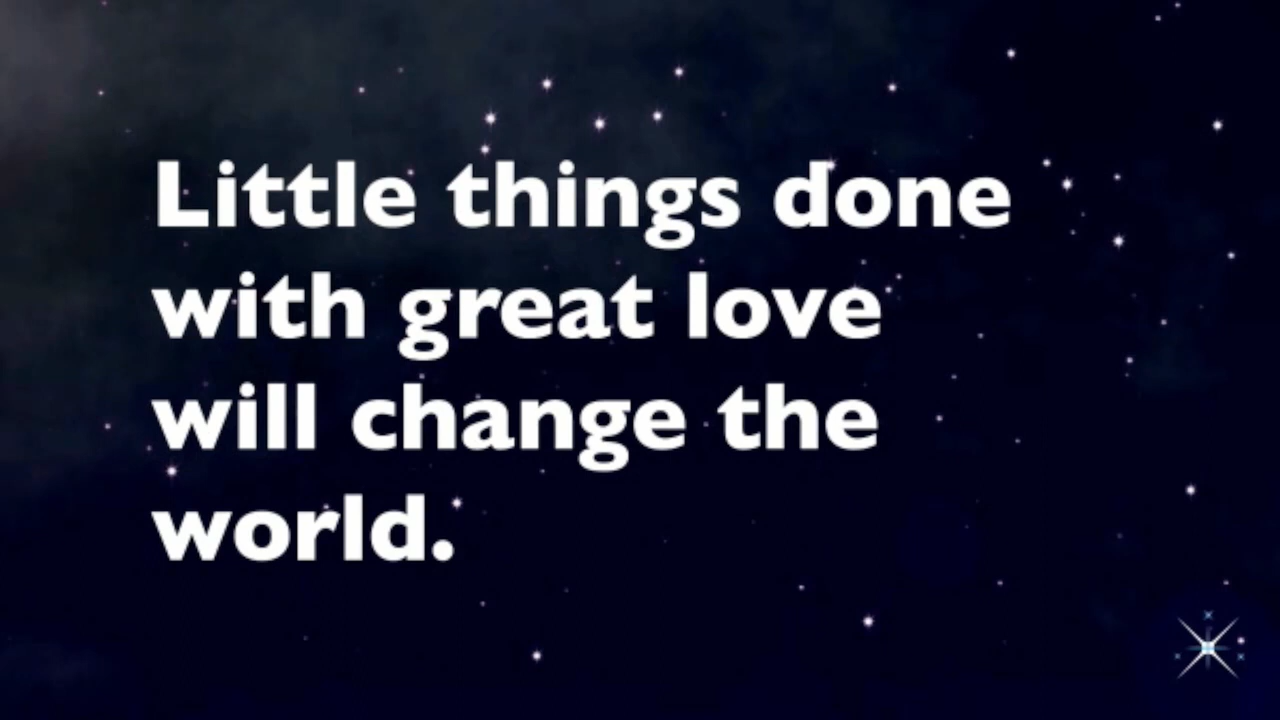 Little things done
with great love
will change the
world.